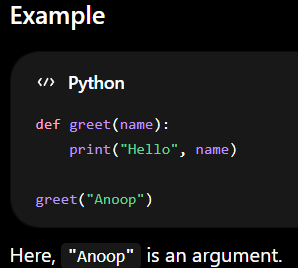 Example
</> Python
def greet(name):
    print("Hello", name)
greet("Anoop")
Here, "Anoop" is an argument.